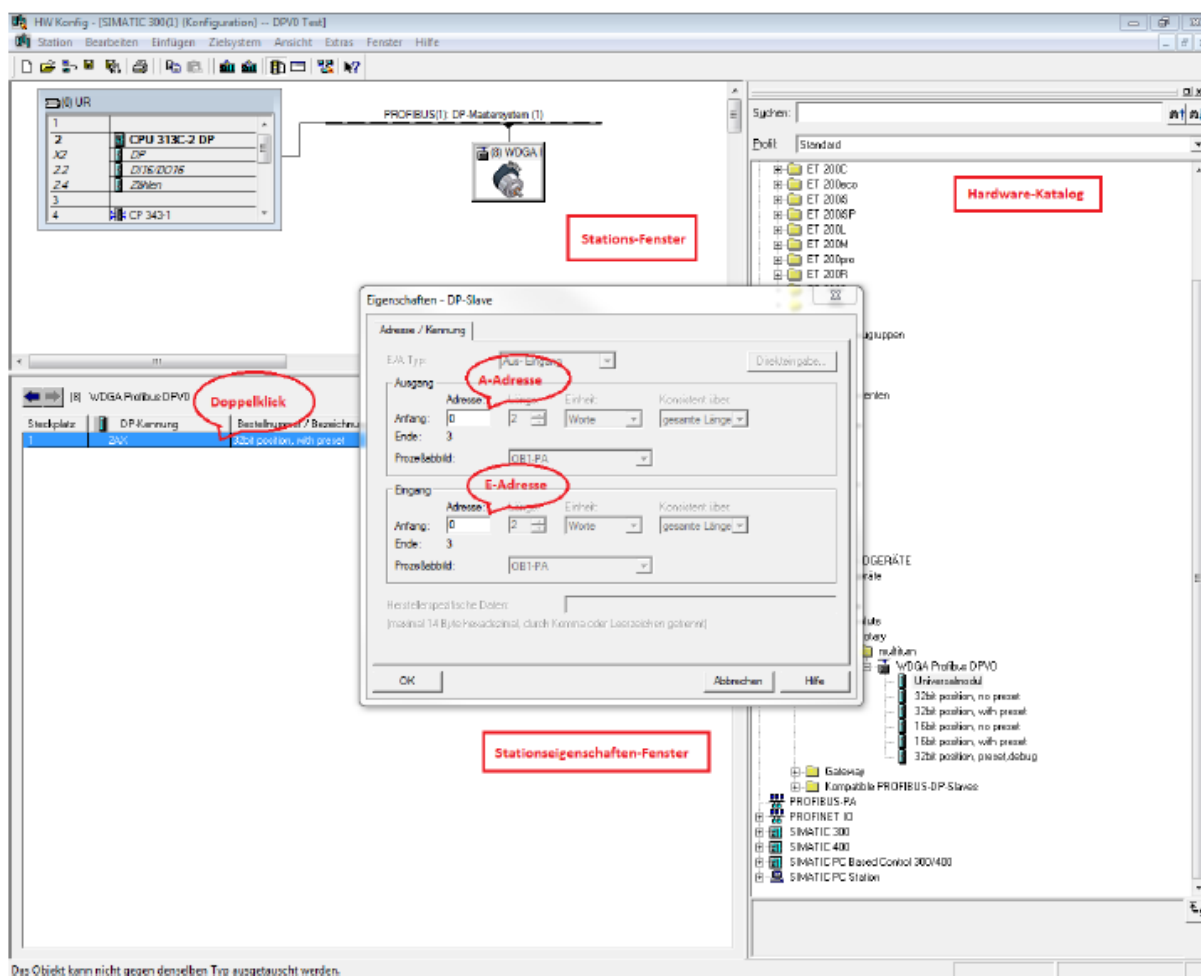 HW Konfig - [SIMATIC 300(1) (Konfiguration) -- DPV0 Test]
Station Bearbeiten Einfügen Zielsystem Ansicht Extras Fenster Hilfe
(0) UR
1
2 CPU 313C-2 DP
X2 DP
2.2 DI16/DO16
2.4 Zählen
3
4 CP 343-1
PROFIBUS(1): DP-Mastersystem (1)
(8) WDGA
Stations-Fenster
Suchen:
Profil: Standard
ET 200C
ET 200eco
ET 200iS
ET 200iSP
ET 200L
ET 200M
ET 200pro
ET 200R
Hardware-Katalog
ugruppen
enten
OGERÄTE
räte
otary
multiturn
WDGA Profibus DPV0
Universalmodul
32bit position, no preset
32bit position, with preset
16bit position, no preset
16bit position, with preset
32bit position, preset,debug
Gateway
Kompatible PROFIBUS-DP-Slaves
PROFIBUS-PA
PROFINET IO
SIMATIC 300
SIMATIC 400
SIMATIC PC Based Control 300/400
SIMATIC PC Station
(8) WDGA Profibus DPV0
Doppelklick
Steckplatz DP-Kennung Bestellnummer / Bezeichnu
1 2AX 32bit position, with preset
Eigenschaften - DP-Slave
Adresse / Kennung
E/A-Typ: Aus- Eingang Direkteingabe...
Ausgang
A-Adresse
Adresse: Länge: Einheit: Konsistent über:
Anfang: 0 2 Worte gesamte Länge
Ende: 3
Prozeßabbild: OB1-PA
Eingang
E-Adresse
Adresse: Länge: Einheit: Konsistent über:
Anfang: 0 2 Worte gesamte Länge
Ende: 3
Prozeßabbild: OB1-PA
Herstellerspezifische Daten:
(maximal 14 Byte hexadezimal, durch Komma oder Leerzeichen getrennt)
OK Abbrechen Hilfe
Stationseigenschaften-Fenster
Das Objekt kann nicht gegen denselben Typ ausgetauscht werden.